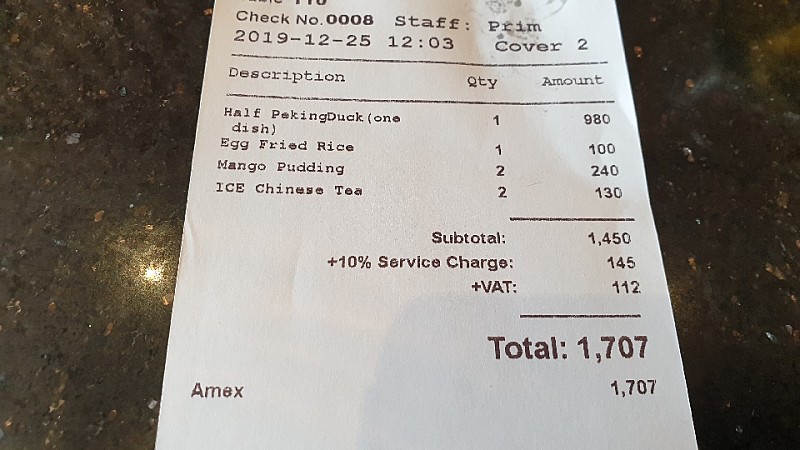 Check No.0008 Staff: Prim
2019-12-25 12:03 Cover 2
Description Qty Amount
Half PekingDuck(one 1 980
dish)
Egg Fried Rice 1 100
Mango Pudding 2 240
ICE Chinese Tea 2 130
Subtotal: 1,450
+10% Service Charge: 145
+VAT: 112
Total: 1,707
Amex 1,707